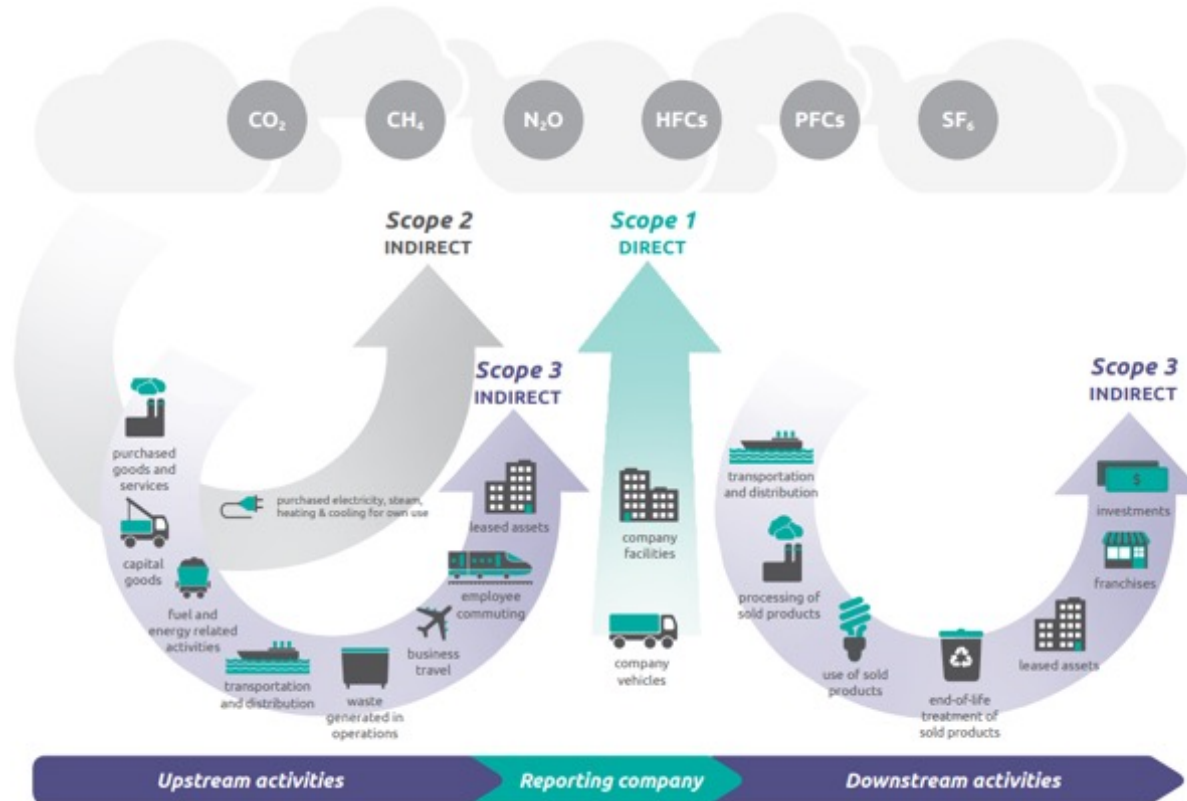 CO₂
CH₄
N₂O
HFCs
PFCs
SF₆
Scope 2
INDIRECT
Scope 1
DIRECT
Scope 3
INDIRECT
Scope 3
INDIRECT
purchased
goods and
services
capital
goods
fuel and
energy related
activities
transportation
and distribution
waste
generated in
operations
business
travel
employee
commuting
leased assets
purchased electricity, steam,
heating & cooling for own use
company
facilities
company
vehicles
transportation
and distribution
processing of
sold products
use of sold
products
end-of-life
treatment of
sold products
leased assets
franchises
$
investments
Upstream activities
Reporting company
Downstream activities